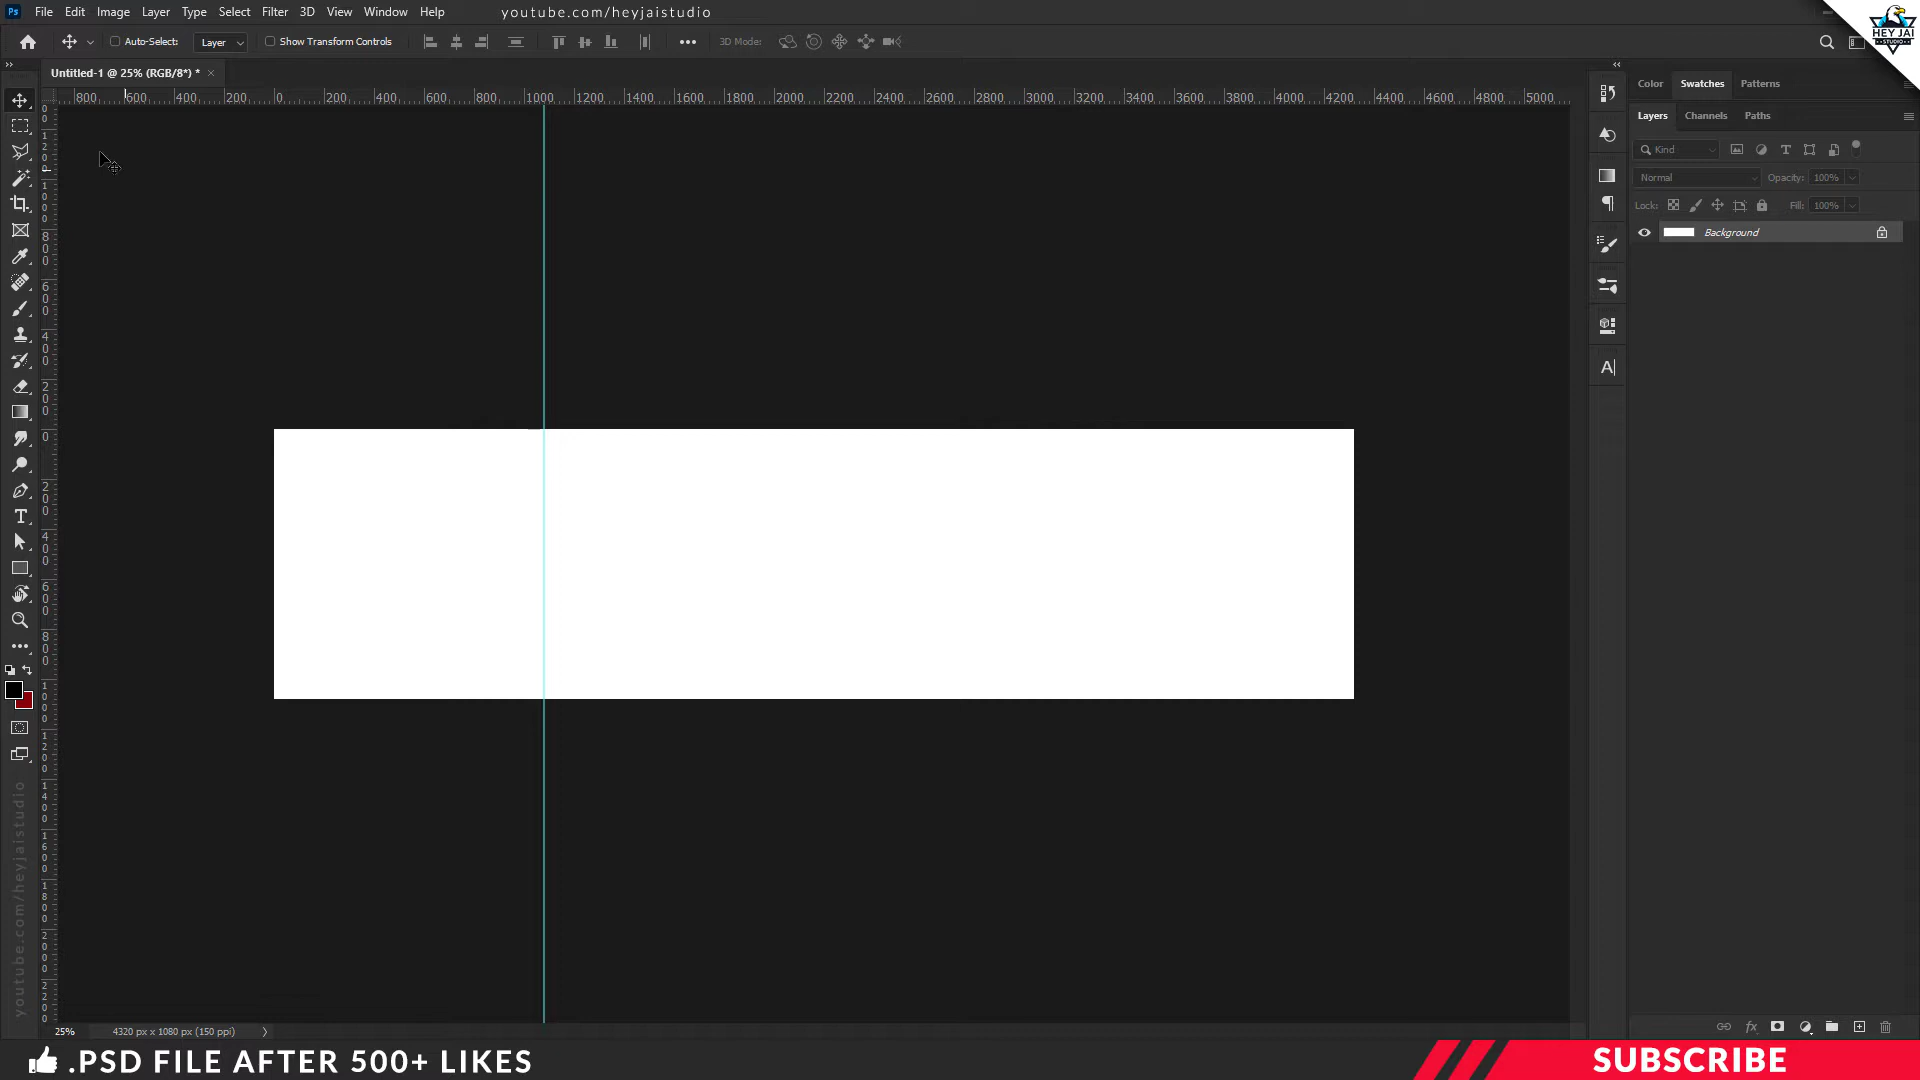 Ps File Edit Image Layer Type Select Filter 3D View Window Help youtube.com/heyjaistudio
HEY JAI
STUDIO
Auto-Select: Layer Show Transform Controls 3D Mode:
Untitled-1 @ 25% (RGB/8*) * ×
Color Swatches Patterns
800 600 400 200 0 200 400 600 800 1000 1200 1400 1600 1800 2000 2200 2400 2600 2800 3000 3200 3400 3600 3800 4000 4200 4400 4600 4800 5000
Layers Channels Paths
Kind
Normal Opacity: 100%
Lock: Fill: 100%
Background
youtube.com/heyjaistudio
25% 4320 px x 1080 px (150 ppi)
.PSD FILE AFTER 500+ LIKES
SUBSCRIBE